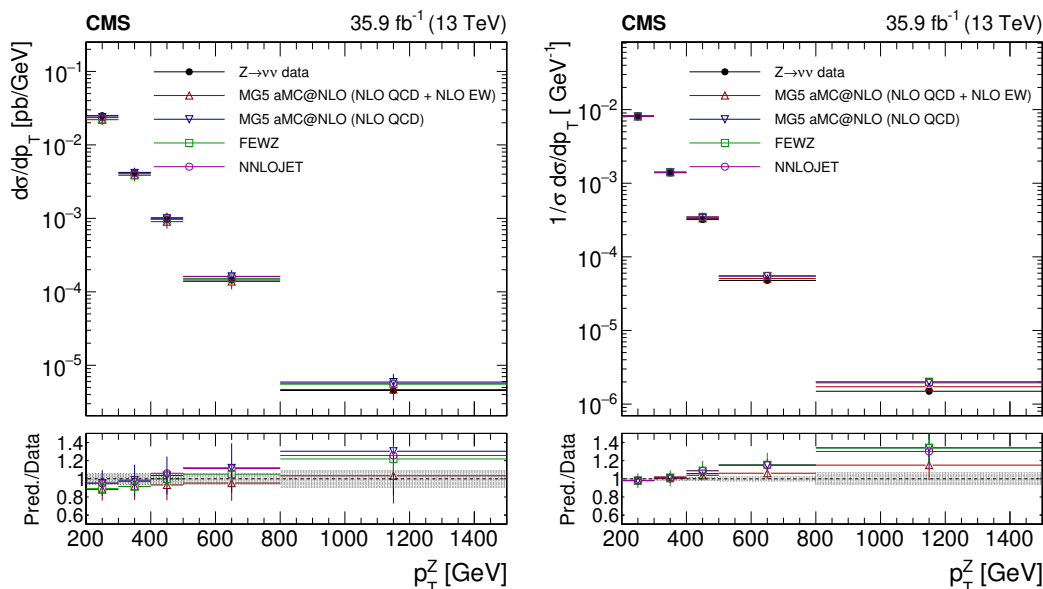 CMS 35.9 fb⁻¹ (13 TeV)
dσ/dp_T [pb/GeV]
10⁻¹
10⁻²
10⁻³
10⁻⁴
10⁻⁵
Z→νν data
MG5 aMC@NLO (NLO QCD + NLO EW)
MG5 aMC@NLO (NLO QCD)
FEWZ
NNLOJET
Pred./Data
1.4
1.2
1
0.8
0.6
200 400 600 800 1000 1200 1400
p_T^Z [GeV]
CMS 35.9 fb⁻¹ (13 TeV)
1/σ dσ/dp_T [GeV⁻¹]
10⁻²
10⁻³
10⁻⁴
10⁻⁵
10⁻⁶
Z→νν data
MG5 aMC@NLO (NLO QCD + NLO EW)
MG5 aMC@NLO (NLO QCD)
FEWZ
NNLOJET
Pred./Data
1.4
1.2
1
0.8
0.6
200 400 600 800 1000 1200 1400
p_T^Z [GeV]